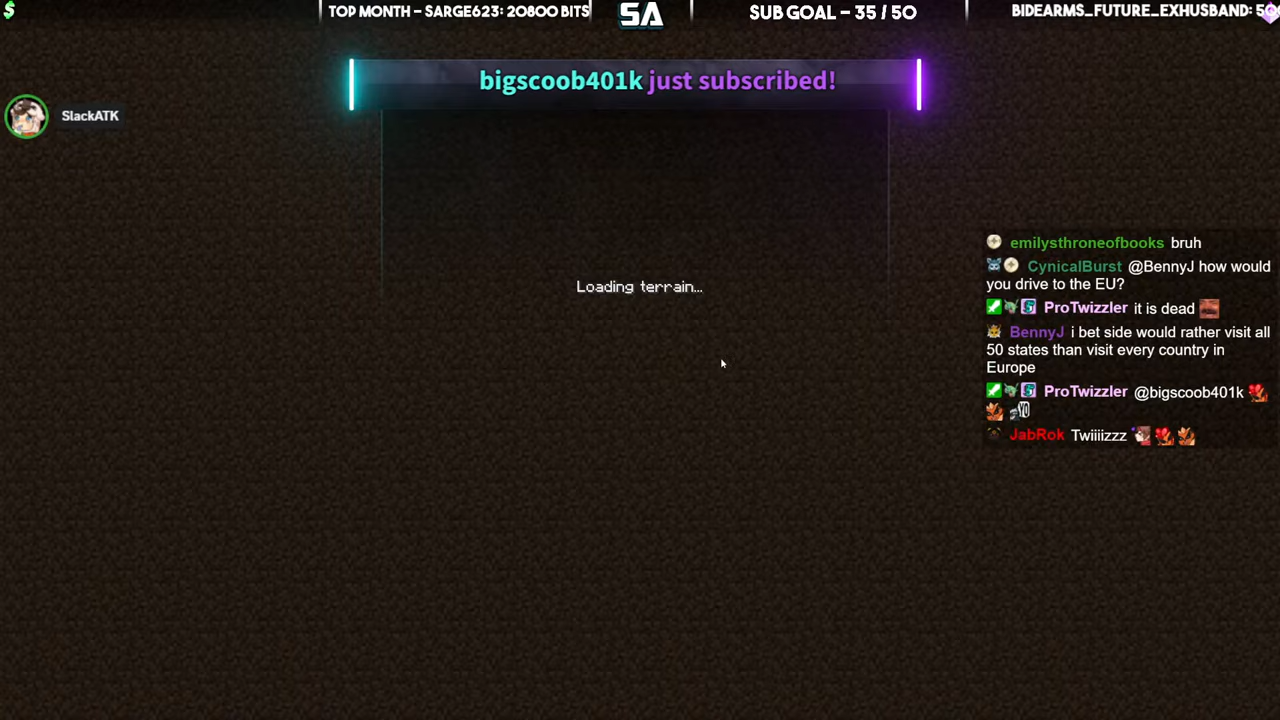 $
TOP MONTH - SARGE623: 20800 BITS
SA
SUB GOAL - 35 / 50
BIDEARMS_FUTURE_EXHUSBAND:
bigscoob401k just subscribed!
SlackATK
Loading terrain...
emilysthroneofbooks bruh
CynicalBurst @BennyJ how would
you drive to the EU?
ProTwizzler it is dead
BennyJ i bet side would rather visit all
50 states than visit every country in
Europe
ProTwizzler @bigscoob401k
YO
JabRok Twiiiizzz